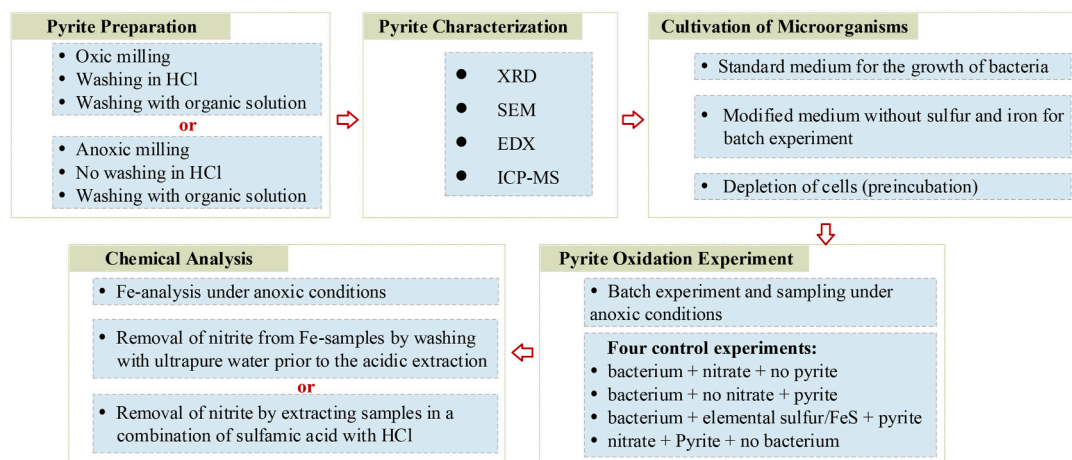 Pyrite Preparation
• Oxic milling
• Washing in HCl
• Washing with organic solution
or
• Anoxic milling
• No washing in HCl
• Washing with organic solution
Pyrite Characterization
• XRD
• SEM
• EDX
• ICP-MS
Cultivation of Microorganisms
• Standard medium for the growth of bacteria
• Modified medium without sulfur and iron for
batch experiment
• Depletion of cells (preincubation)
Pyrite Oxidation Experiment
• Batch experiment and sampling under
anoxic conditions
Four control experiments:
• bacterium + nitrate + no pyrite
• bacterium + no nitrate + pyrite
• bacterium + elemental sulfur/FeS + pyrite
• nitrate + Pyrite + no bacterium
Chemical Analysis
• Fe-analysis under anoxic conditions
• Removal of nitrite from Fe-samples by washing
with ultrapure water prior to the acidic extraction
or
• Removal of nitrite by extracting samples in a
combination of sulfamic acid with HCl